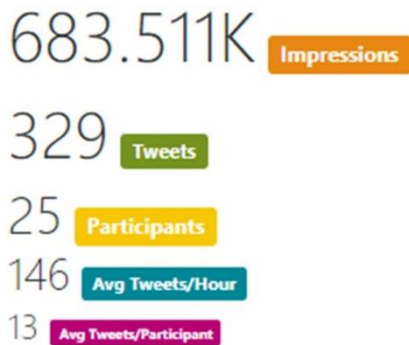 683.511K Impressions
329 Tweets
25 Participants
146 Avg Tweets/Hour
13 Avg Tweets/Participant